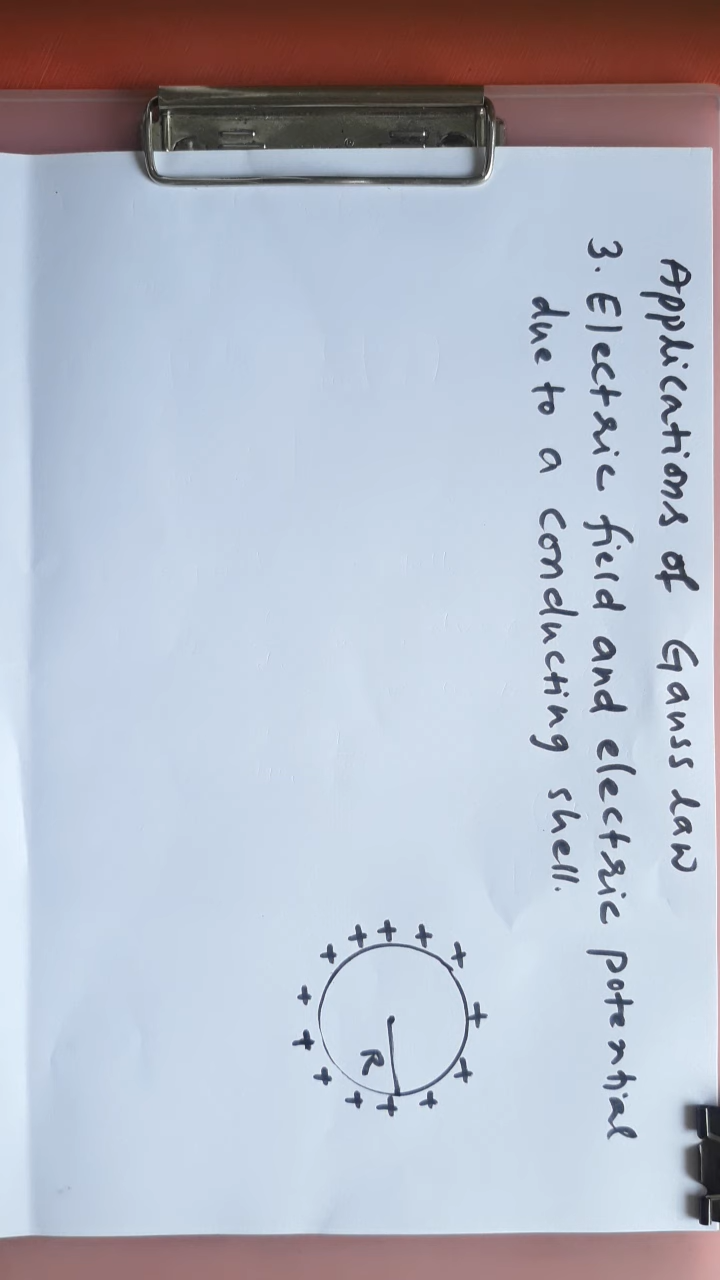 Applications of Gauss law
3. Electric field and electric potential
due to a conducting shell.
+ + + + + + + + + + + + + +
R